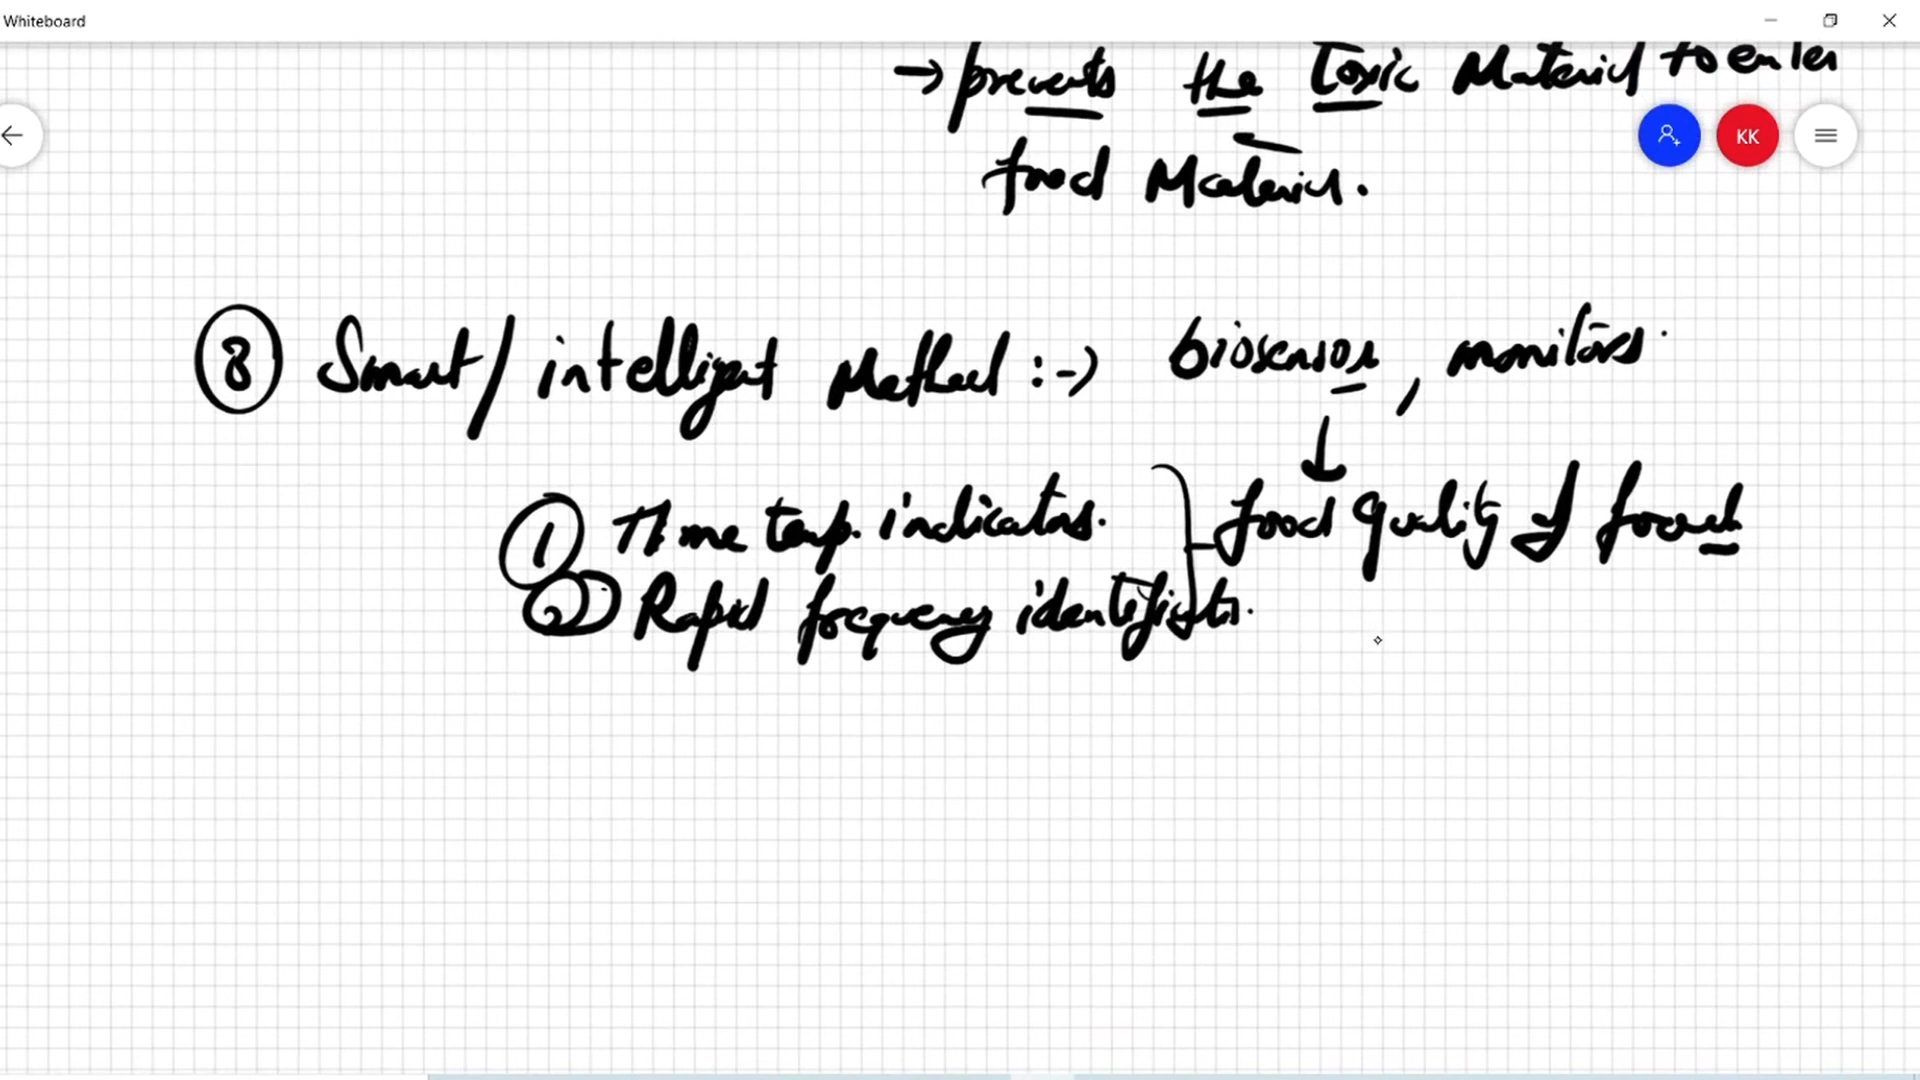 Whiteboard
→ prevents the toxic Material to enter
KK
food Material.
⑧ Smart/ intelligent Method :→ biosensor, monitors.
↓
① Time temp. indicators. food quality of food
② Rapid frequency identifiers.